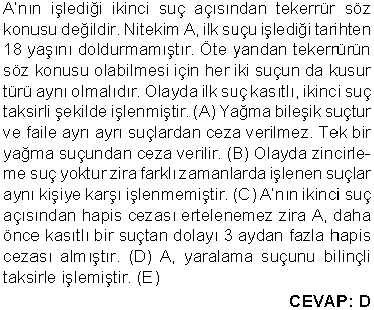 A'nın işlediği ikinci suç açısından tekerrür söz
konusu değildir. Nitekim A, ilk suçu işlediği tarihten
18 yaşını doldurmamıştır. Öte yandan tekerrürün
söz konusu olabilmesi için her iki suçun da kusur
türü aynı olmalıdır. Olayda ilk suç kasıtlı, ikinci suç
taksirli şekilde işlenmiştir. (A) Yağma bileşik suçtur
ve faile ayrı ayrı suçlardan ceza verilmez. Tek bir
yağma suçundan ceza verilir. (B) Olayda zincirle-
me suç yoktur zira farklı zamanlarda işlenen suçlar
aynı kişiye karşı işlenmemiştir. (C) A'nın ikinci suç
açısından hapis cezası ertelenemez zira A, daha
önce kasıtlı bir suçtan dolayı 3 aydan fazla hapis
cezası almıştır. (D) A, yaralama suçunu bilinçli
taksirle işlemiştir. (E)
CEVAP: D